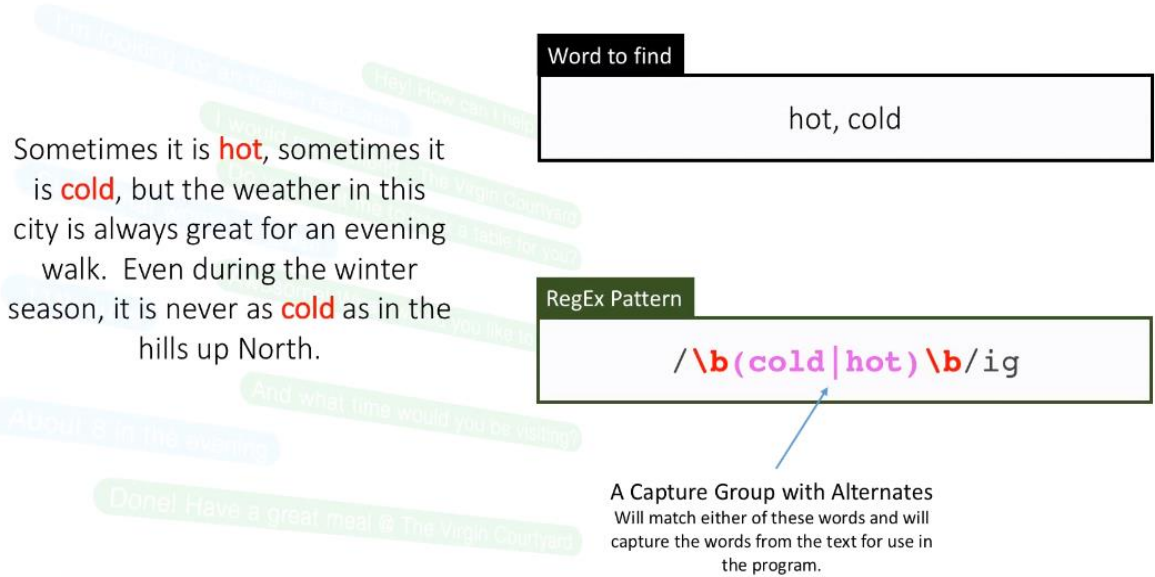 Sometimes it is hot, sometimes it
is cold, but the weather in this
city is always great for an evening
walk.  Even during the winter
season, it is never as cold as in the
hills up North.
Word to find
hot, cold
RegEx Pattern
/\b(cold|hot)\b/ig
A Capture Group with Alternates
Will match either of these words and will
capture the words from the text for use in
the program.
Hey! How can I help
And what time would you be visiting?
About 8 in the evening
Done! Have a great meal @ The Virgin Courtyard